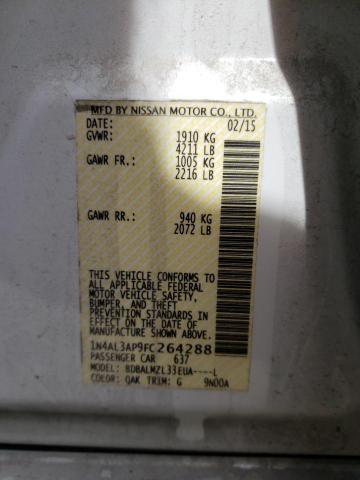 MFD BY NISSAN MOTOR CO., LTD.
DATE: 02/15
GVWR: 1910 KG
4211 LB
GAWR FR.: 1005 KG
2216 LB
GAWR RR.: 940 KG
2072 LB
THIS VEHICLE CONFORMS TO
ALL APPLICABLE FEDERAL
MOTOR VEHICLE SAFETY,
BUMPER, AND THEFT
PREVENTION STANDARDS IN
EFFECT ON THE DATE OF
MANUFACTURE SHOWN ABOVE.
1N4AL3AP9FC264288
PASSENGER CAR 637
MODEL: BDBALMZL33EUA----L
COLOR: QAK TRIM: G 9N00A